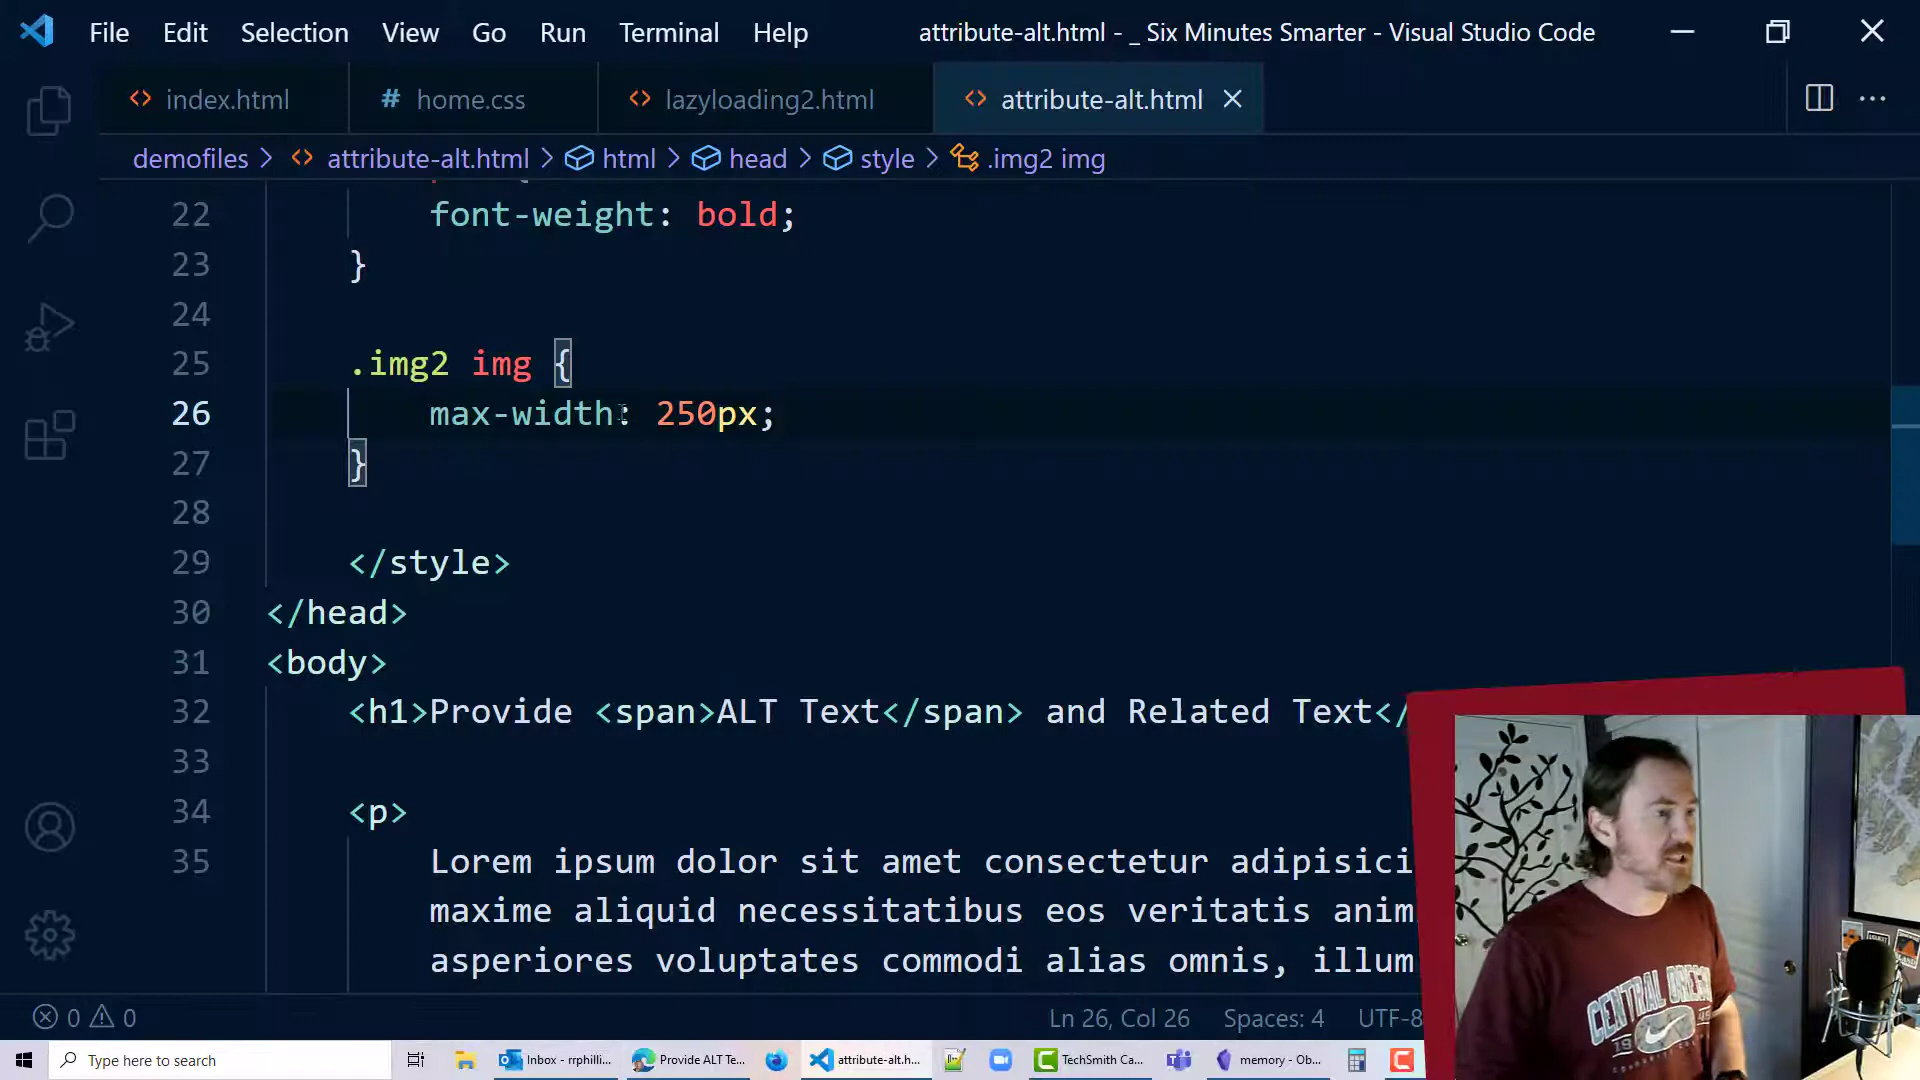 File Edit Selection View Go Run Terminal Help attribute-alt.html - _ Six Minutes Smarter - Visual Studio Code
index.html # home.css lazyloading2.html attribute-alt.html
demofiles > attribute-alt.html > html > head > style > .img2 img
22 font-weight: bold;
23 }
24
25 .img2 img {
26 max-width: 250px;
27 }
28
29 </style>
30 </head>
31 <body>
32 <h1>Provide <span>ALT Text</span> and Related Text</
33
34 <p>
35 Lorem ipsum dolor sit amet consectetur adipisici
maxime aliquid necessitatibus eos veritatis anim
asperiores voluptates commodi alias omnis, illum
CENTRAL OREGON
0 0 Ln 26, Col 26 Spaces: 4 UTF-8
Type here to search Inbox - rrphilli... Provide ALT Te... attribute-alt.h... TechSmith Ca... memory - Ob...